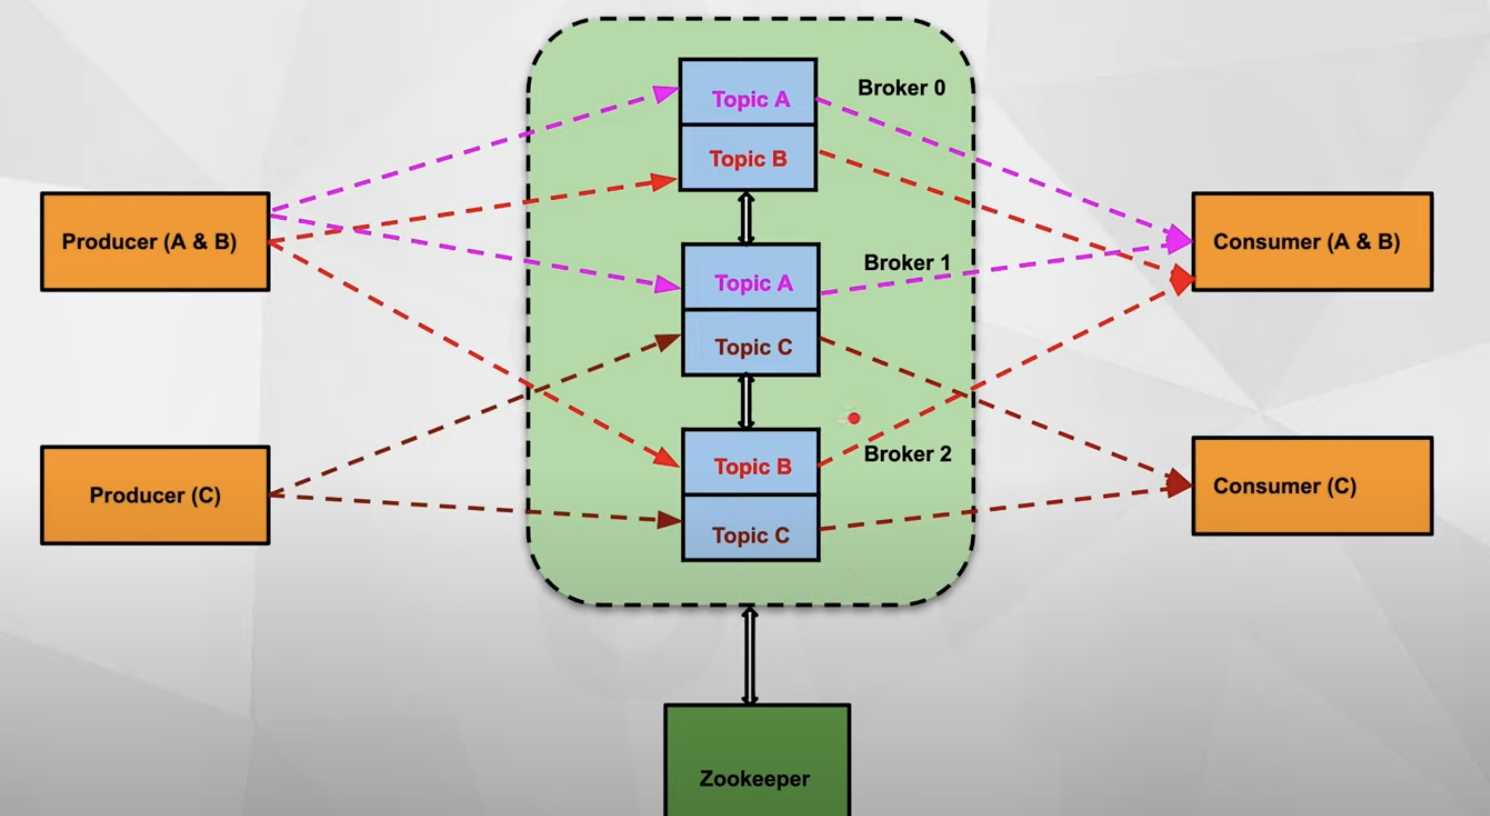 Topic A
Broker 0
Topic B
Producer (A & B)
Consumer (A & B)
Broker 1
Topic A
Topic C
Broker 2
Topic B
Producer (C)
Consumer (C)
Topic C
Zookeeper